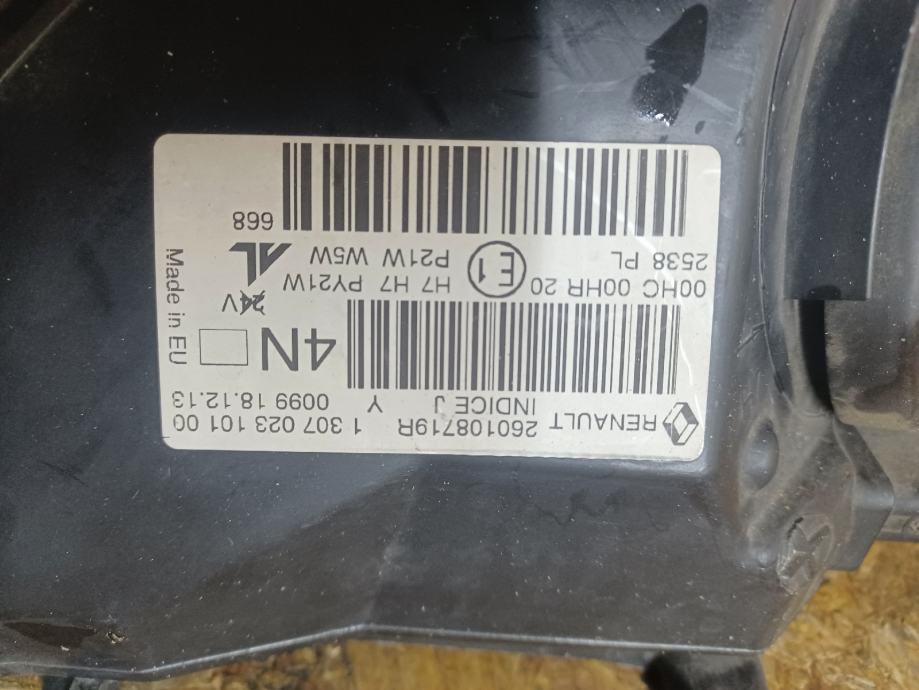 RENAULT 260108719R 1 307 023 101 00
INDICE J Y 0099 18.12.13
4N
24V
00HC 00HR 20 E1 H7 H7 PY21W AL
2538 PL P21W W5W
668
Made in EU